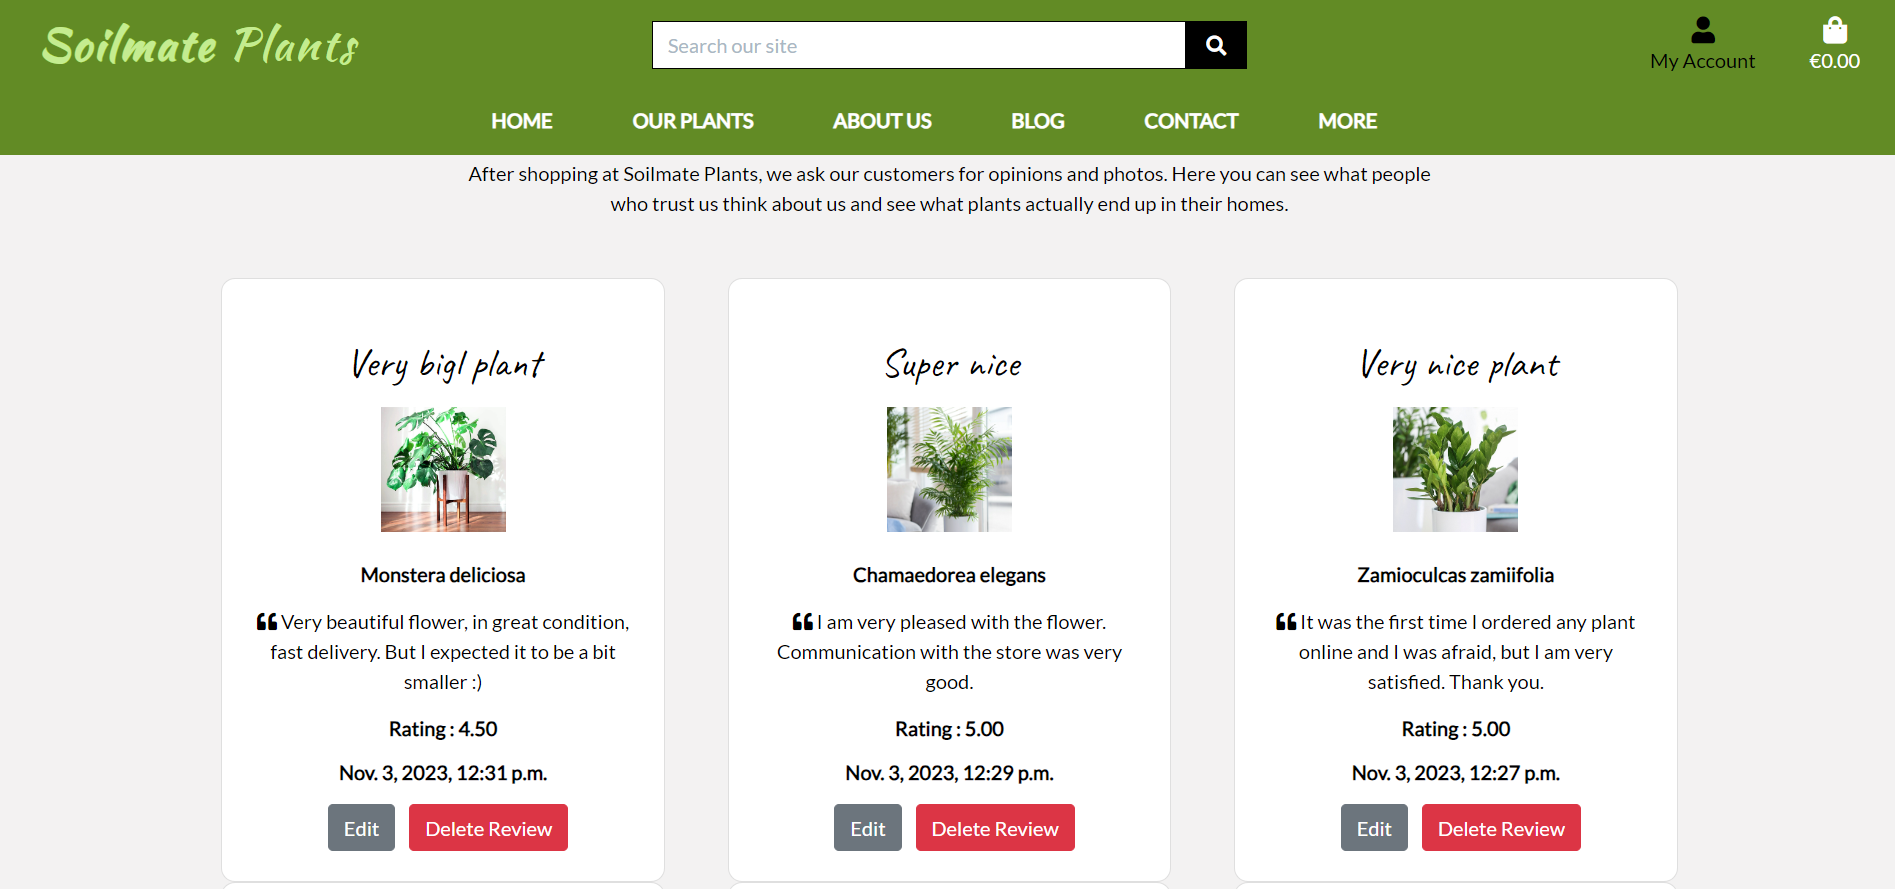 Soilmate Plants
Search our site
My Account
€0.00
HOME OUR PLANTS ABOUT US BLOG CONTACT MORE
After shopping at Soilmate Plants, we ask our customers for opinions and photos. Here you can see what people
who trust us think about us and see what plants actually end up in their homes.
Very bigl plant
Monstera deliciosa
Very beautiful flower, in great condition,
fast delivery. But I expected it to be a bit
smaller :)
Rating : 4.50
Nov. 3, 2023, 12:31 p.m.
Edit Delete Review
Super nice
Chamaedorea elegans
I am very pleased with the flower.
Communication with the store was very
good.
Rating : 5.00
Nov. 3, 2023, 12:29 p.m.
Edit Delete Review
Very nice plant
Zamioculcas zamiifolia
It was the first time I ordered any plant
online and I was afraid, but I am very
satisfied. Thank you.
Rating : 5.00
Nov. 3, 2023, 12:27 p.m.
Edit Delete Review